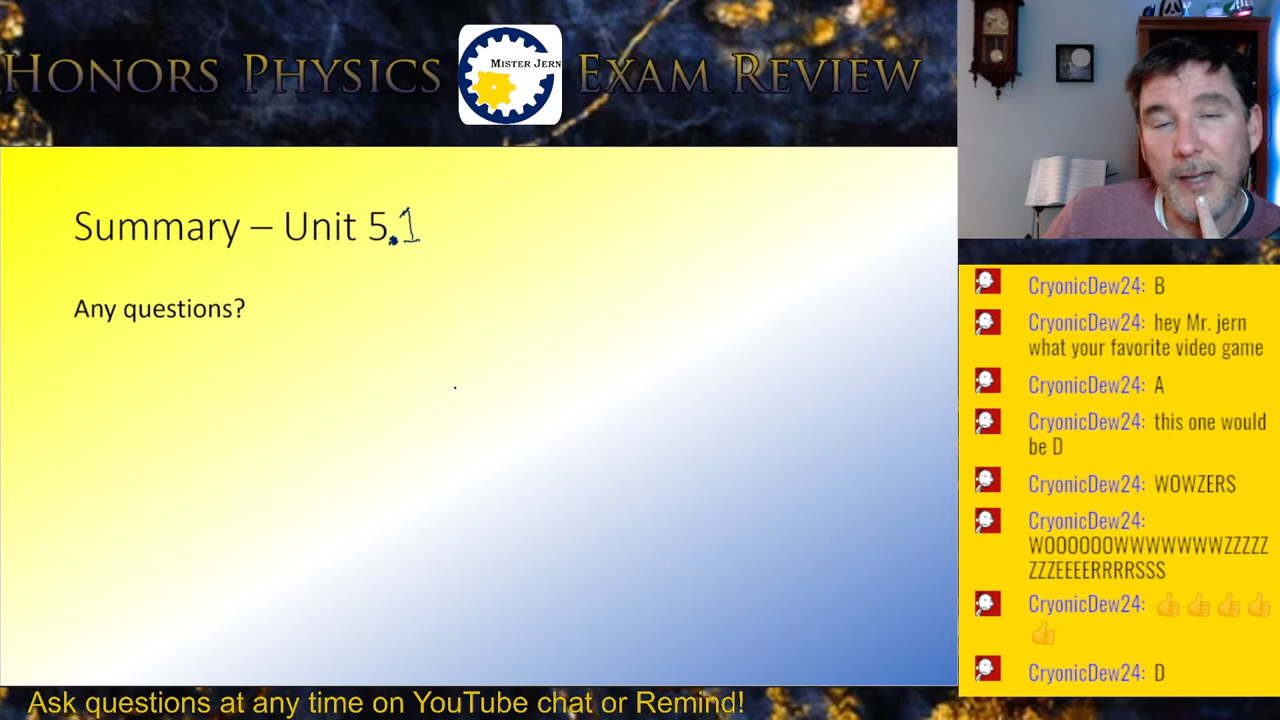 HONORS PHYSICS MISTER JERN EXAM REVIEW
Summary – Unit 5.1
Any questions?
CryonicDew24: B
CryonicDew24: hey Mr. jern
what your favorite video game
CryonicDew24: A
CryonicDew24: this one would
be D
CryonicDew24: WOWZERS
CryonicDew24:
WOOOOOOWWWWWWWZZZZZ
ZZZEEEERRRRSSS
CryonicDew24: 👍👍👍👍
👍
CryonicDew24: D
Ask questions at any time on YouTube chat or Remind!